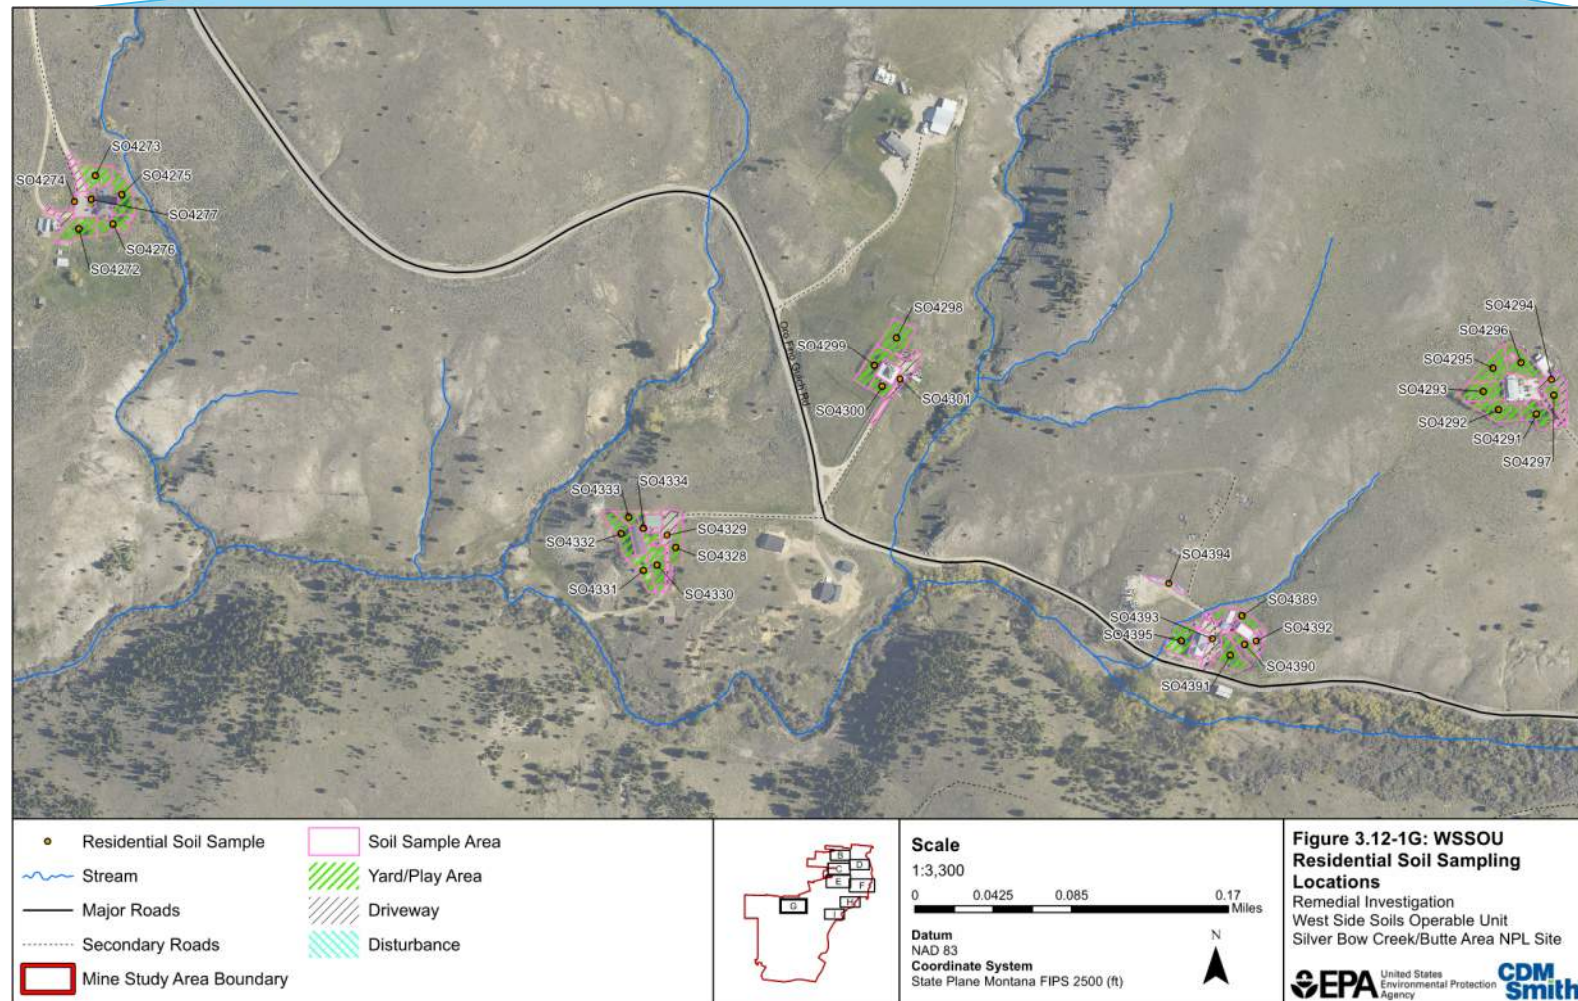 SO4273
SO4274
SO4275
SO4277
SO4276
SO4272
SO4298
SO4299
SO4300
SO4301
Oro Fino Gulch Rd
SO4294
SO4296
SO4295
SO4293
SO4292
SO4291
SO4297
SO4333
SO4334
SO4332
SO4329
SO4328
SO4331
SO4330
SO4394
SO4393
SO4389
SO4395
SO4392
SO4390
SO4391
Residential Soil Sample
Stream
Major Roads
Secondary Roads
Mine Study Area Boundary
Soil Sample Area
Yard/Play Area
Driveway
Disturbance
B
C
D
E
F
G
H
I
Scale
1:3,300
0 0.0425 0.085 0.17
Miles
Datum
NAD 83
Coordinate System
State Plane Montana FIPS 2500 (ft)
N
Figure 3.12-1G: WSSOU
Residential Soil Sampling
Locations
Remedial Investigation
West Side Soils Operable Unit
Silver Bow Creek/Butte Area NPL Site
EPA
United States
Environmental Protection
Agency
CDM
Smith